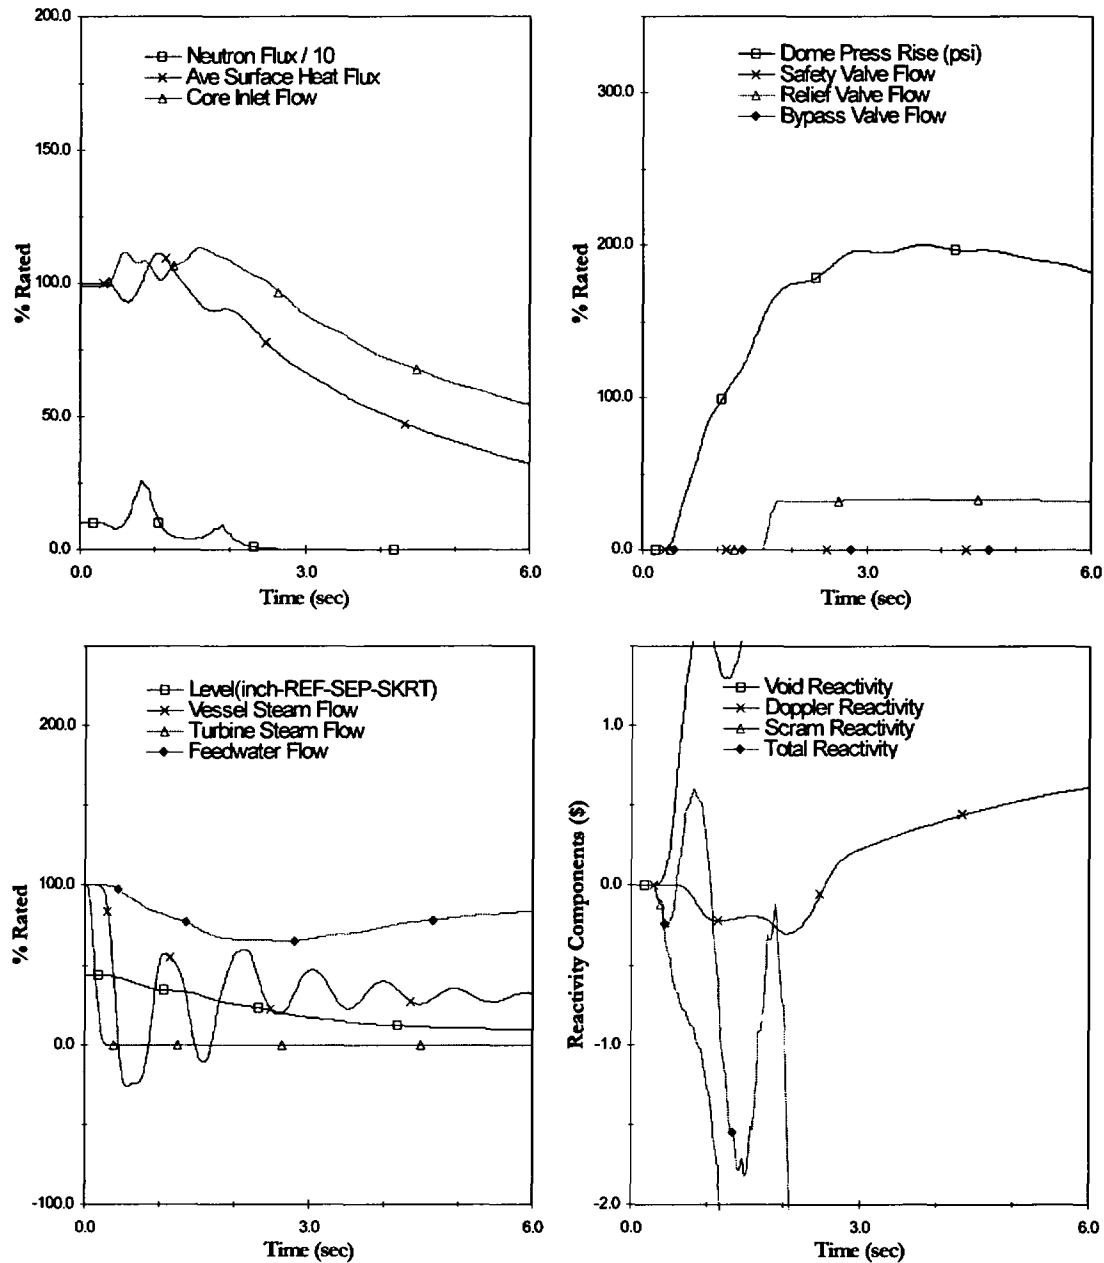 200.0
150.0
100.0
50.0
0.0
% Rated
Neutron Flux / 10
Ave Surface Heat Flux
Core Inlet Flow
0.0
3.0
6.0
Time (sec)
300.0
200.0
100.0
0.0
% Rated
Dome Press Rise (psi)
Safety Valve Flow
Relief Valve Flow
Bypass Valve Flow
0.0
3.0
6.0
Time (sec)
200.0
100.0
0.0
-100.0
% Rated
Level(inch-REF-SEP-SKRT)
Vessel Steam Flow
Turbine Steam Flow
Feedwater Flow
0.0
3.0
6.0
Time (sec)
1.0
0.0
-1.0
-2.0
Reactivity Components ($)
Void Reactivity
Doppler Reactivity
Scram Reactivity
Total Reactivity
0.0
3.0
6.0
Time (sec)